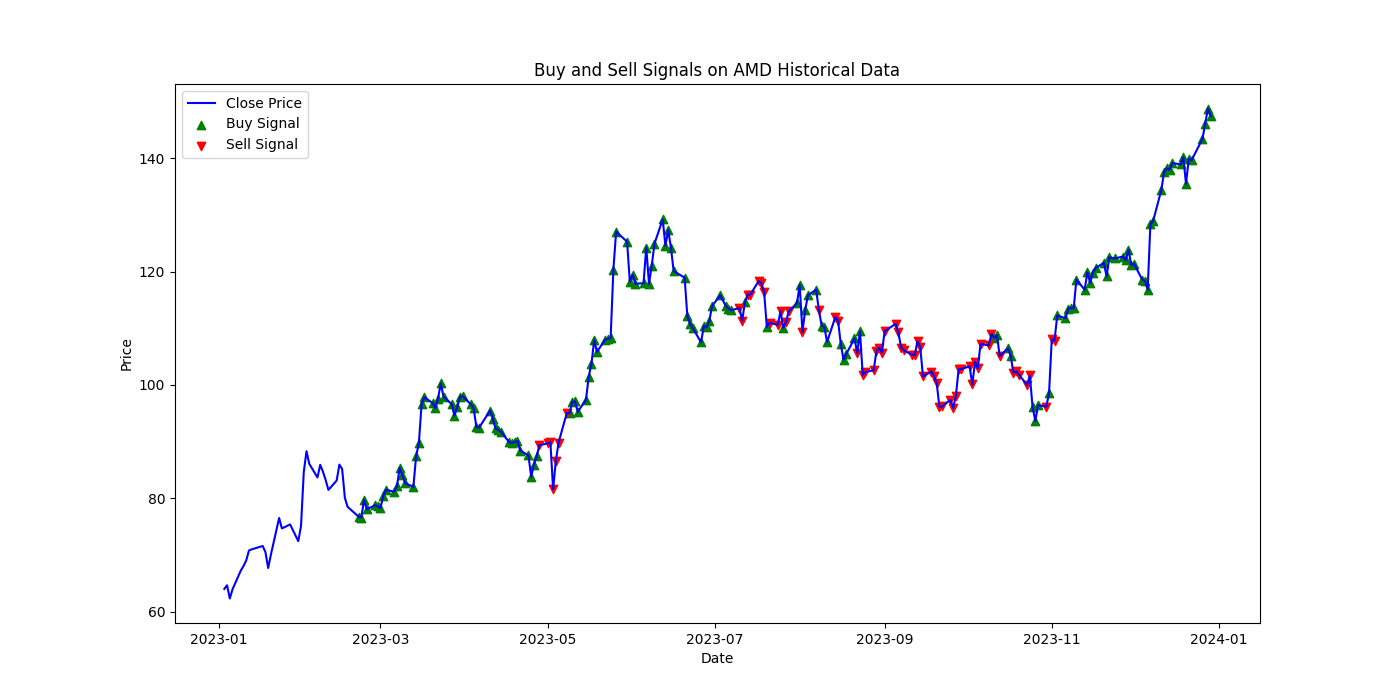 Buy and Sell Signals on AMD Historical Data
Close Price
Buy Signal
Sell Signal
140
120
100
80
60
Price
2023-01
2023-03
2023-05
2023-07
2023-09
2023-11
2024-01
Date